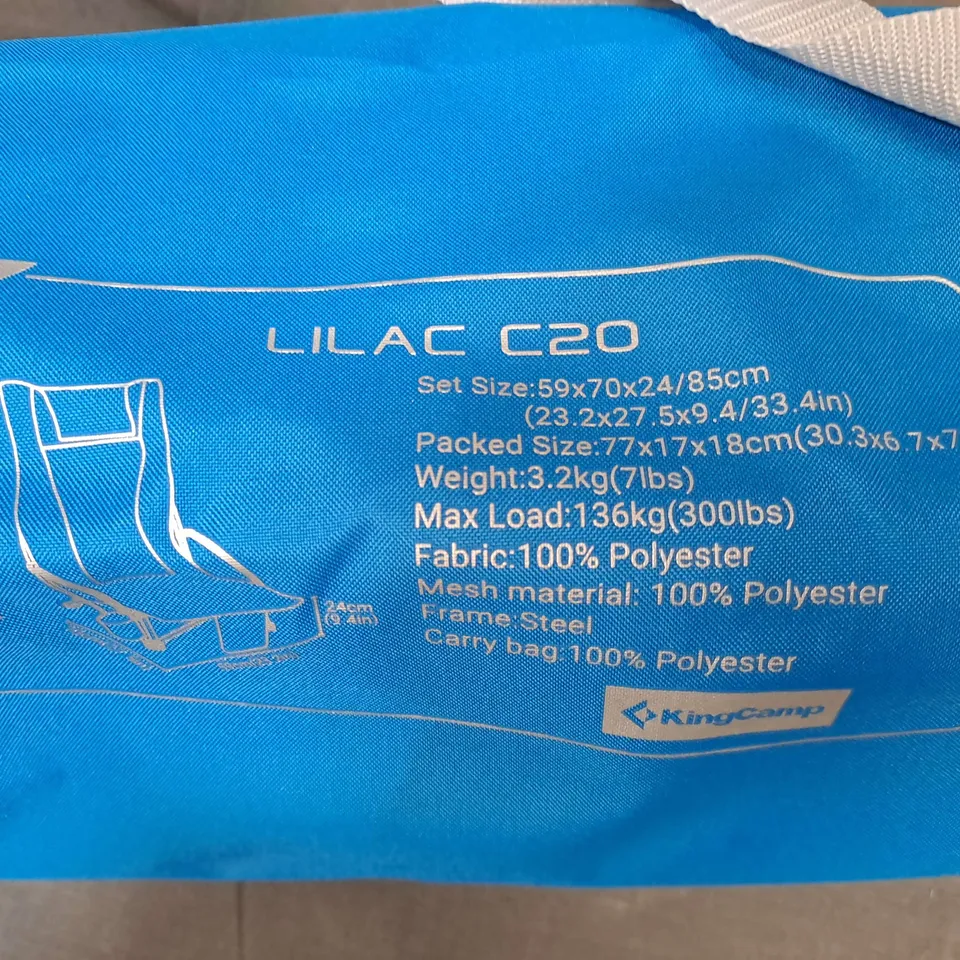 LILAC C20
Set Size:59x70x24/85cm
(23.2x27.5x9.4/33.4in)
Packed Size:77x17x18cm(30.3x6.7x7
Weight:3.2kg(7lbs)
Max Load:136kg(300lbs)
Fabric:100% Polyester
Mesh material: 100% Polyester
Frame:Steel
Carry bag:100% Polyester
24cm
(9.4in)
KingCamp